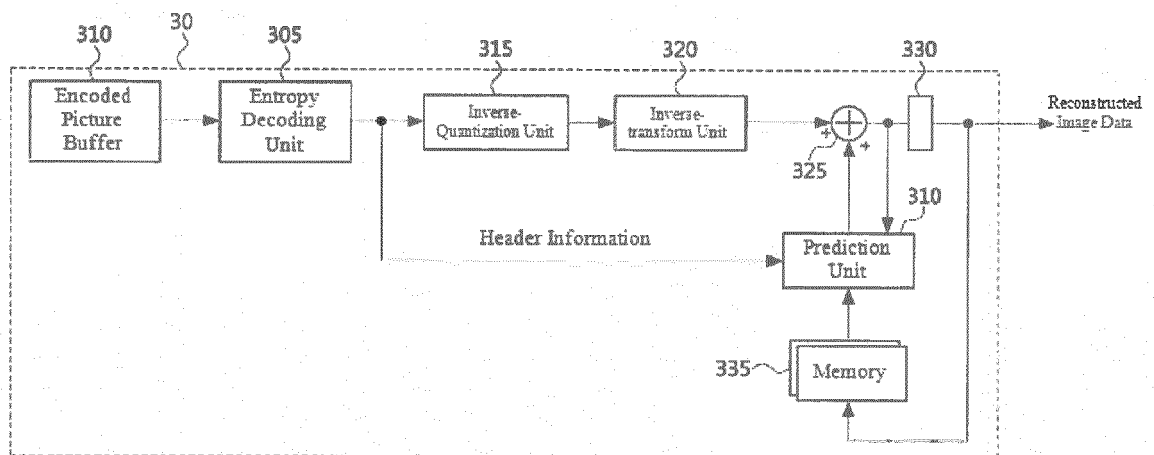 310
30
305
315
320
330
Encoded
Picture
Buffer
Entropy
Decoding
Unit
Inverse-
Quantization Unit
Inverse-
transform Unit
+
+
325
Reconstructed
Image Data
310
Header Information
Prediction
Unit
335
Memory